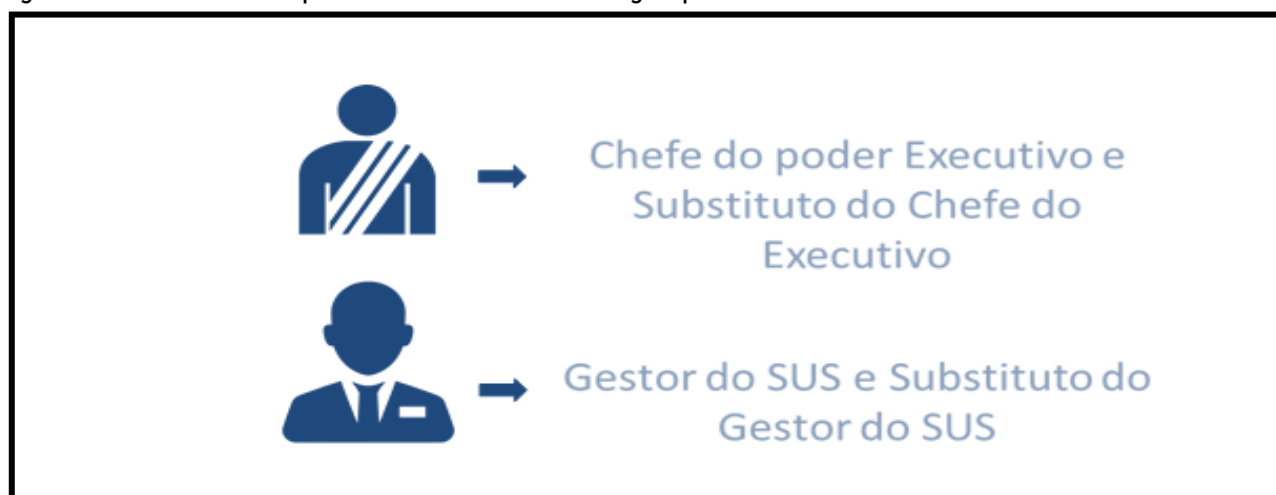 Chefe do poder Executivo e
Substituto do Chefe do
Executivo
Gestor do SUS e Substituto do
Gestor do SUS